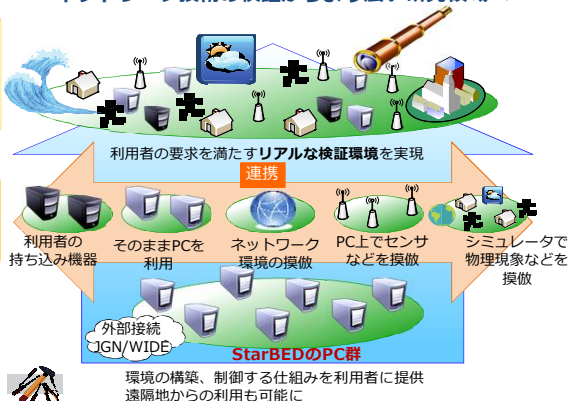 利用者の要求を満たすリアルな検証環境を実現
連携
利用者の
持ち込み機器
そのままPCを
利用
ネットワーク
環境の摸倣
PC上でセンサ
などを摸倣
シミュレータで
物理現象などを
摸倣
外部接続
JGN/WIDE
StarBEDのPC群
環境の構築、制御する仕組みを利用者に提供
遠隔地からの利用も可能に